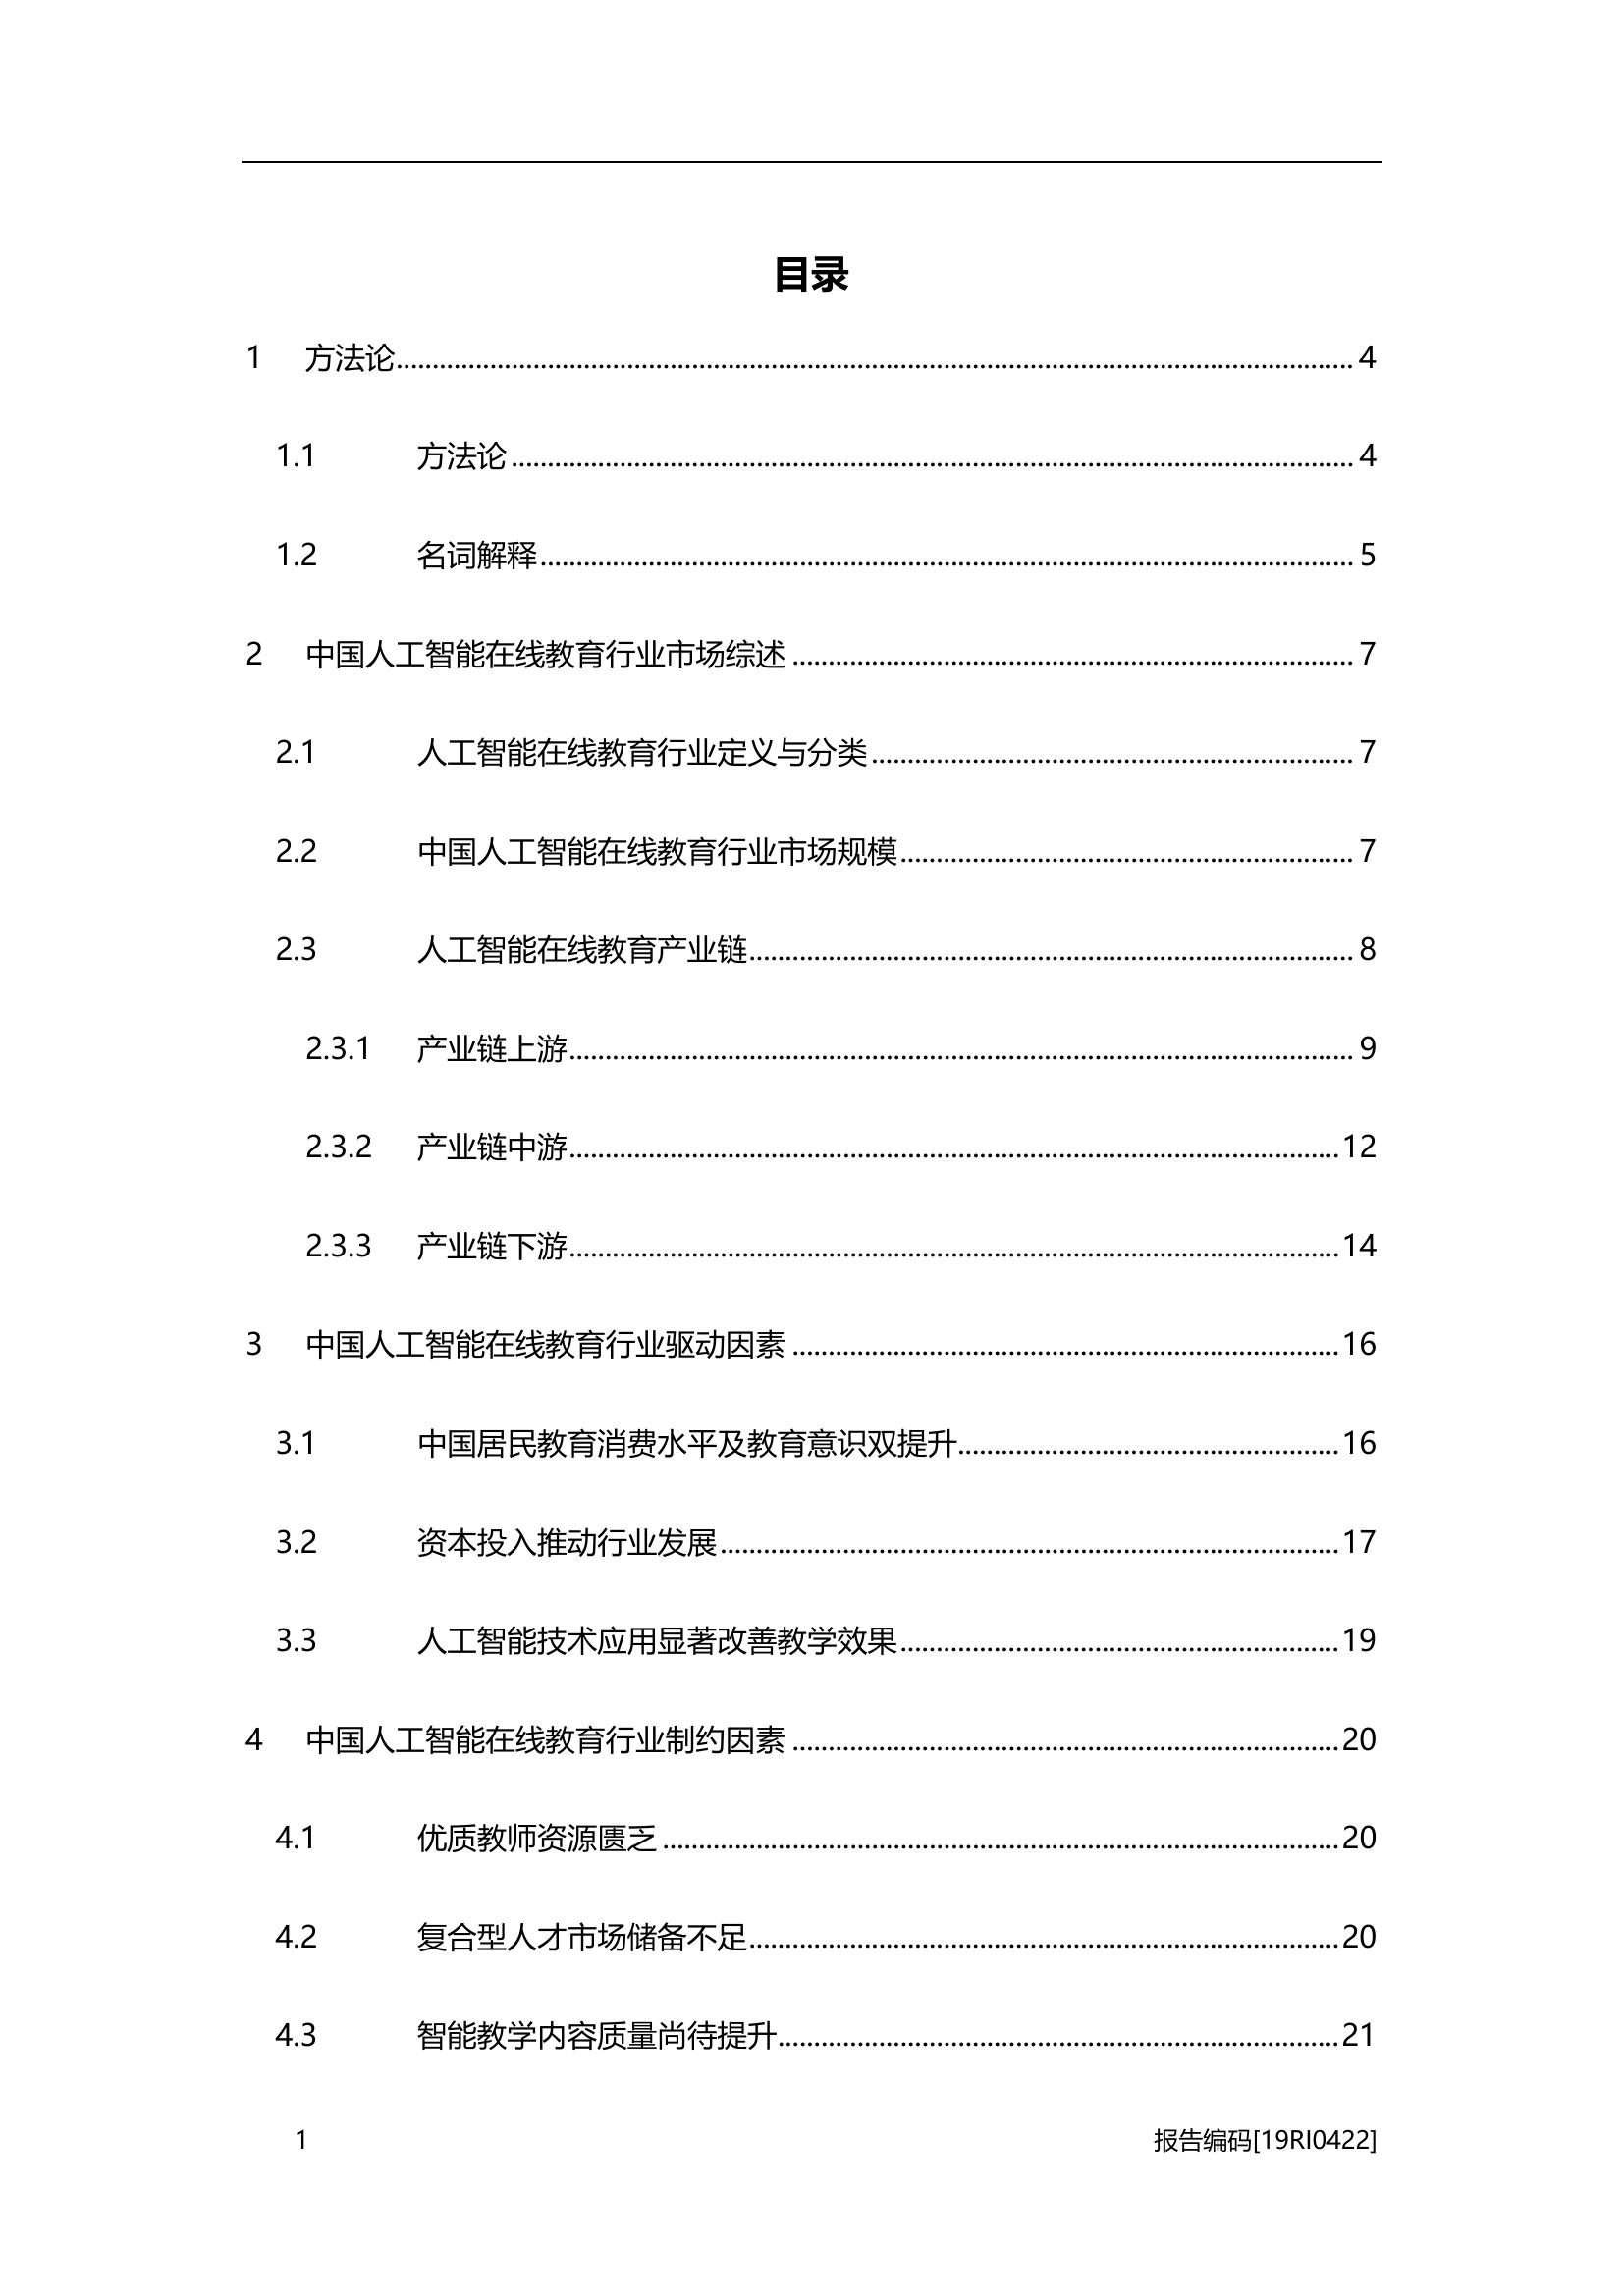 目录
1 方法论 4
1.1 方法论 4
1.2 名词解释 5
2 中国人工智能在线教育行业市场综述 7
2.1 人工智能在线教育行业定义与分类 7
2.2 中国人工智能在线教育行业市场规模 7
2.3 人工智能在线教育产业链 8
2.3.1 产业链上游 9
2.3.2 产业链中游 12
2.3.3 产业链下游 14
3 中国人工智能在线教育行业驱动因素 16
3.1 中国居民教育消费水平及教育意识双提升 16
3.2 资本投入推动行业发展 17
3.3 人工智能技术应用显著改善教学效果 19
4 中国人工智能在线教育行业制约因素 20
4.1 优质教师资源匮乏 20
4.2 复合型人才市场储备不足 20
4.3 智能教学内容质量尚待提升 21
1 报告编码[19RI0422]